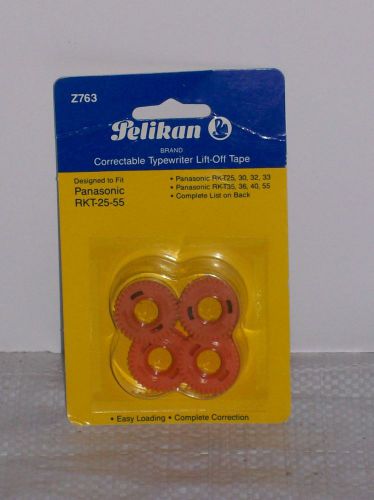 Z763
Pelikan
BRAND
Correctable Typewriter Lift-Off Tape
Designed to Fit
Panasonic
RKT-25-55
• Panasonic RK-T25, 30, 32, 33
• Panasonic RK-T35, 36, 40, 55
• Complete List on Back
• Easy Loading • Complete Correction